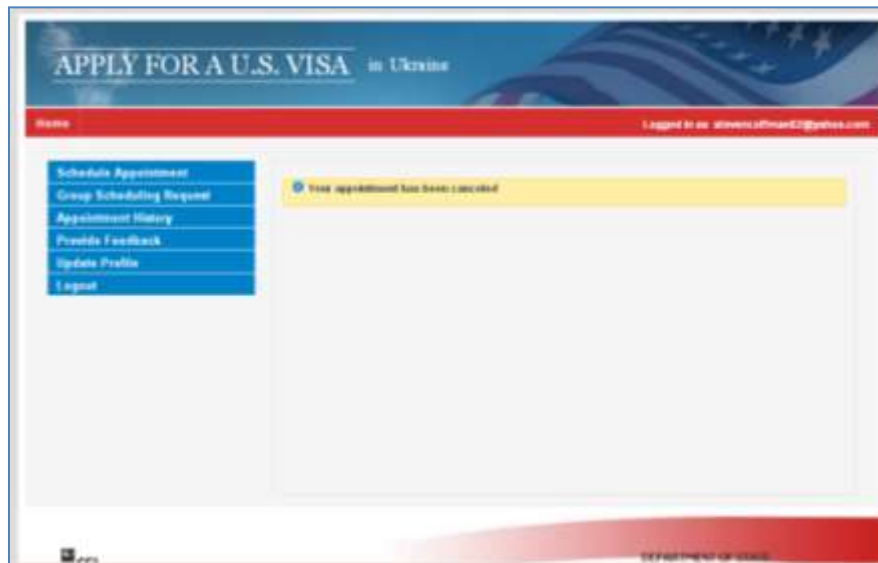 APPLY FOR A U.S. VISA in Ukraine
Home
Logged in as
Schedule Appointment
Group Scheduling Request
Appointment History
Provide Feedback
Update Profile
Logout
Your appointment has been canceled
DEPARTMENT OF STATE